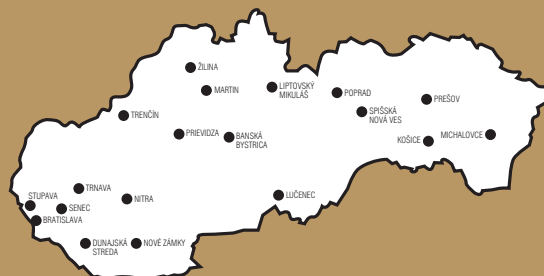 ŽILINA
MARTIN
LIPTOVSKÝ
MIKULÁŠ
POPRAD
PREŠOV
TRENČÍN
SPIŠSKÁ
NOVÁ VES
PRIEVIDZA
BANSKÁ
BYSTRICA
KOŠICE
MICHALOVCE
TRNAVA
STUPAVA
NITRA
LUČENEC
SENEC
BRATISLAVA
DUNAJSKÁ
STREDA
NOVÉ ZÁMKY